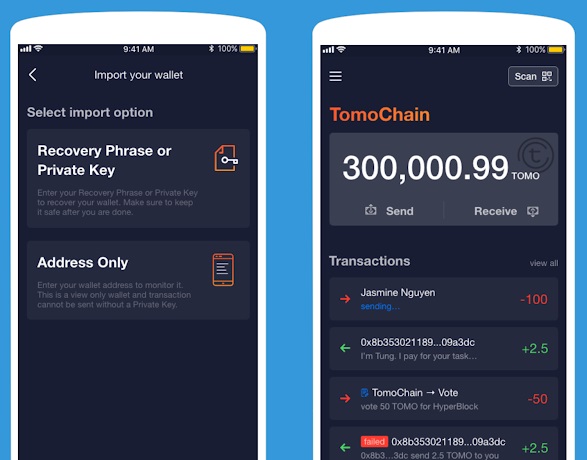 9:41 AM
100%
Import your wallet
Select import option
Recovery Phrase or
Private Key
Enter your Recovery Phrase or Private Key
to recover your wallet. Make sure to keep
it safe after you are done.
Address Only
Enter your wallet address to monitor it.
This is a view only wallet and transaction
cannot be sent without a Private Key.
9:41 AM
100%
Scan
TomoChain
300,000.99 TOMO
Send
Receive
Transactions
view all
Jasmine Nguyen
-100
sending...
0x8b353021189...09a3dc
+2.5
I'm Tung. I pay for your task...
TomoChain → Vote
-50
vote 50 TOMO for HyperBlock
failed 0x8b353021189...09a3dc
+2.5
0x8b3...3dc send 2.5 TOMO to you